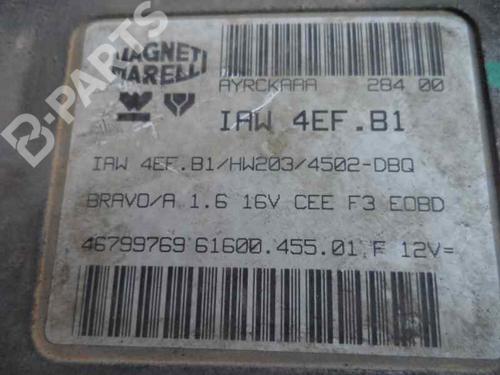 B-PARTS
MAGNETI
MARELLI
AYRCKAAA 284 00
IAW 4EF.B1
IAW 4EF.B1/HW203/4502-DBQ
BRAVO/A 1.6 16V CEE F3 EOBD
46799769 61600.455.01 F 12V=